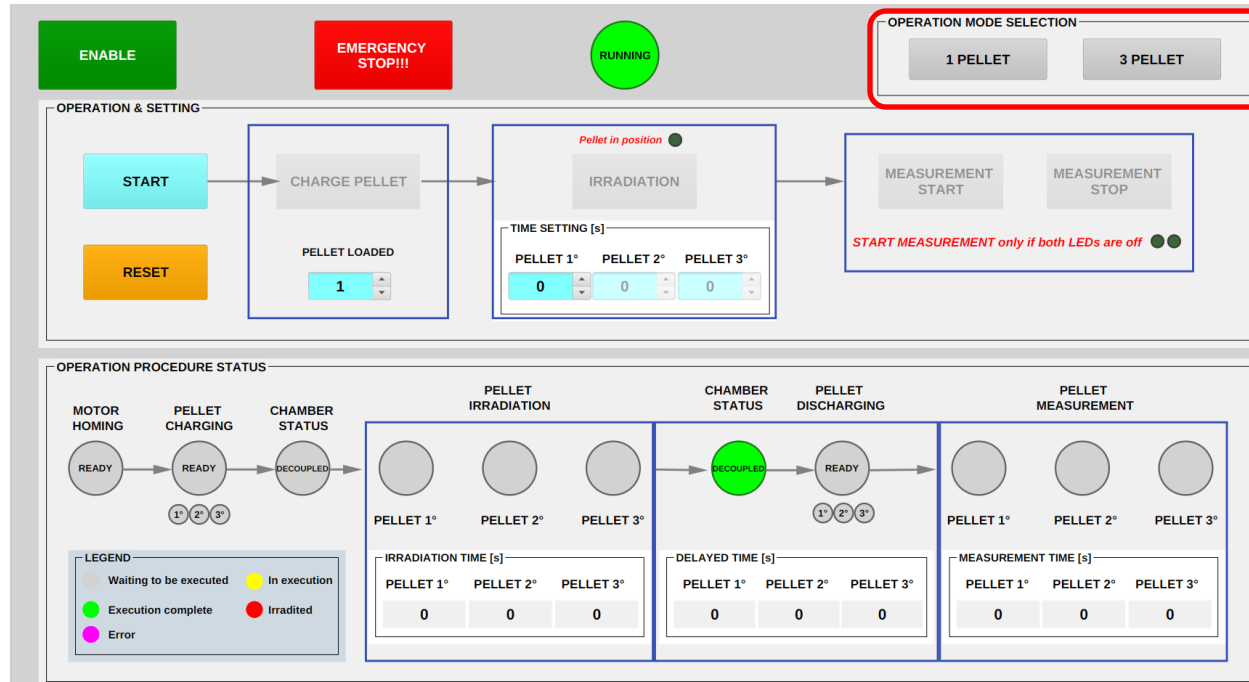 ENABLE
EMERGENCY
STOP!!!
RUNNING
OPERATION MODE SELECTION
1 PELLET
3 PELLET
OPERATION & SETTING
START
CHARGE PELLET
Pellet in position
IRRADIATION
MEASUREMENT
START
MEASUREMENT
STOP
RESET
PELLET LOADED
1
TIME SETTING [s]
PELLET 1° PELLET 2° PELLET 3°
0 0 0
START MEASUREMENT only if both LEDs are off
OPERATION PROCEDURE STATUS
MOTOR
HOMING
PELLET
CHARGING
CHAMBER
STATUS
PELLET
IRRADIATION
CHAMBER
STATUS
PELLET
DISCHARGING
PELLET
MEASUREMENT
READY
READY
DECOUPLED
DECOUPLED
READY
1° 2° 3°
1° 2° 3°
PELLET 1° PELLET 2° PELLET 3°
PELLET 1° PELLET 2° PELLET 3°
LEGEND
Waiting to be executed
In execution
Execution complete
Irradited
Error
IRRADIATION TIME [s]
PELLET 1° PELLET 2° PELLET 3°
0 0 0
DELAYED TIME [s]
PELLET 1° PELLET 2° PELLET 3°
0 0 0
MEASUREMENT TIME [s]
PELLET 1° PELLET 2° PELLET 3°
0 0 0